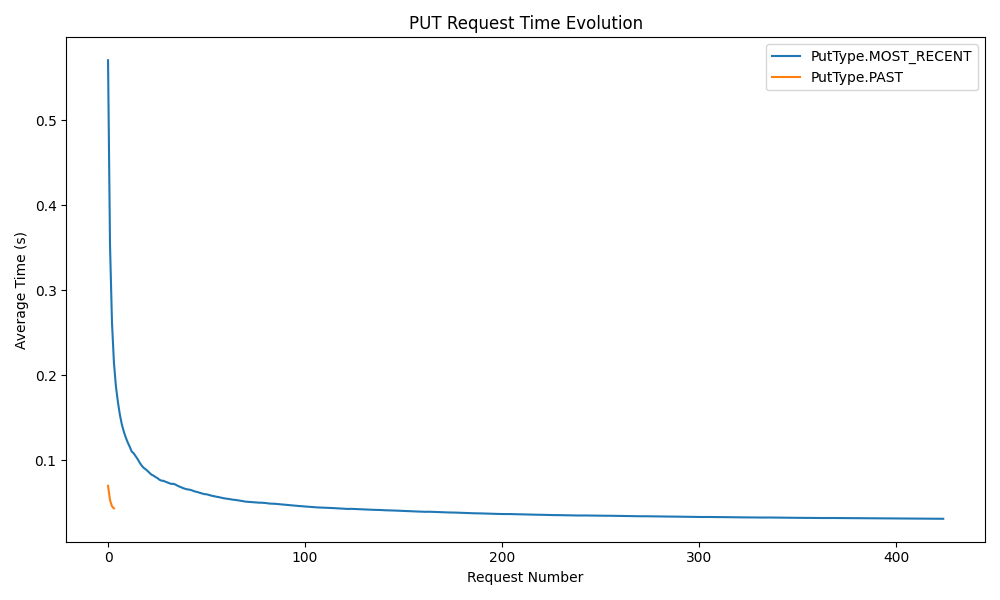 PUT Request Time Evolution
PutType.MOST_RECENT
PutType.PAST
Average Time (s)
0.5
0.4
0.3
0.2
0.1
0 100 200 300 400
Request Number